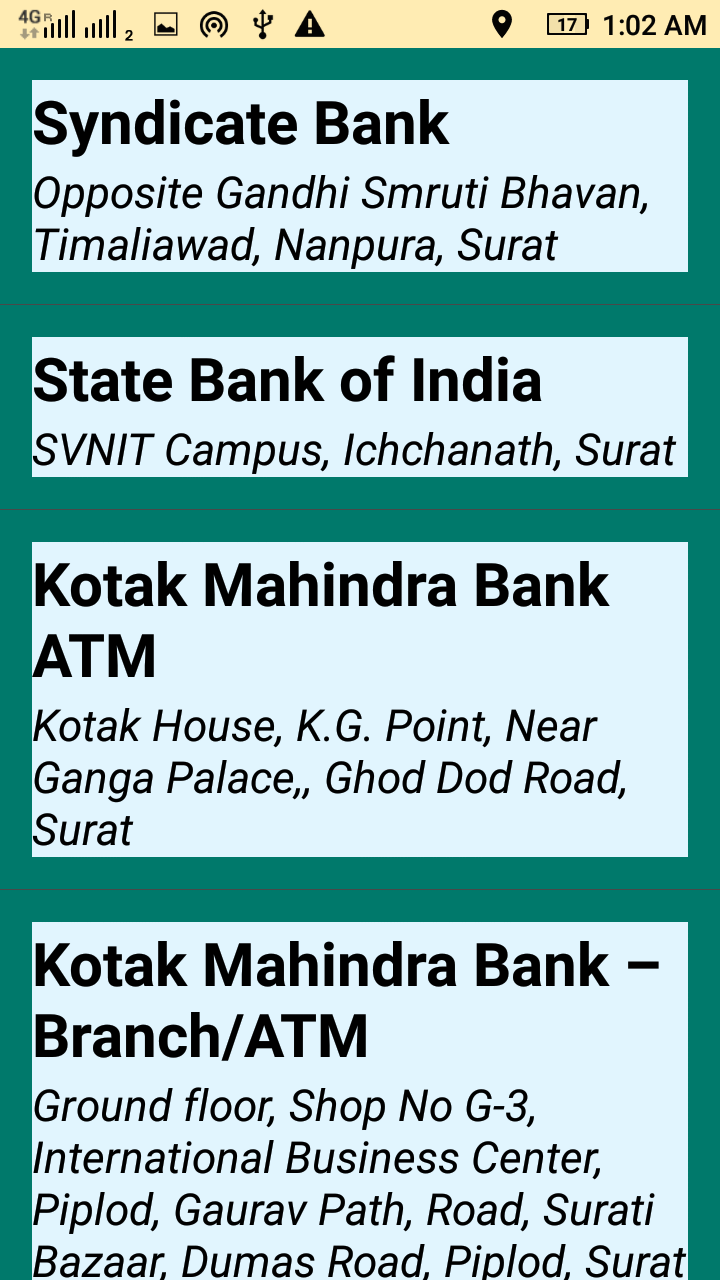 4G R 2 17 1:02 AM
Syndicate Bank
Opposite Gandhi Smruti Bhavan,
Timaliawad, Nanpura, Surat
State Bank of India
SVNIT Campus, Ichchanath, Surat
Kotak Mahindra Bank
ATM
Kotak House, K.G. Point, Near
Ganga Palace,, Ghod Dod Road,
Surat
Kotak Mahindra Bank –
Branch/ATM
Ground floor, Shop No G-3,
International Business Center,
Piplod, Gaurav Path, Road, Surati
Bazaar, Dumas Road, Piplod, Surat